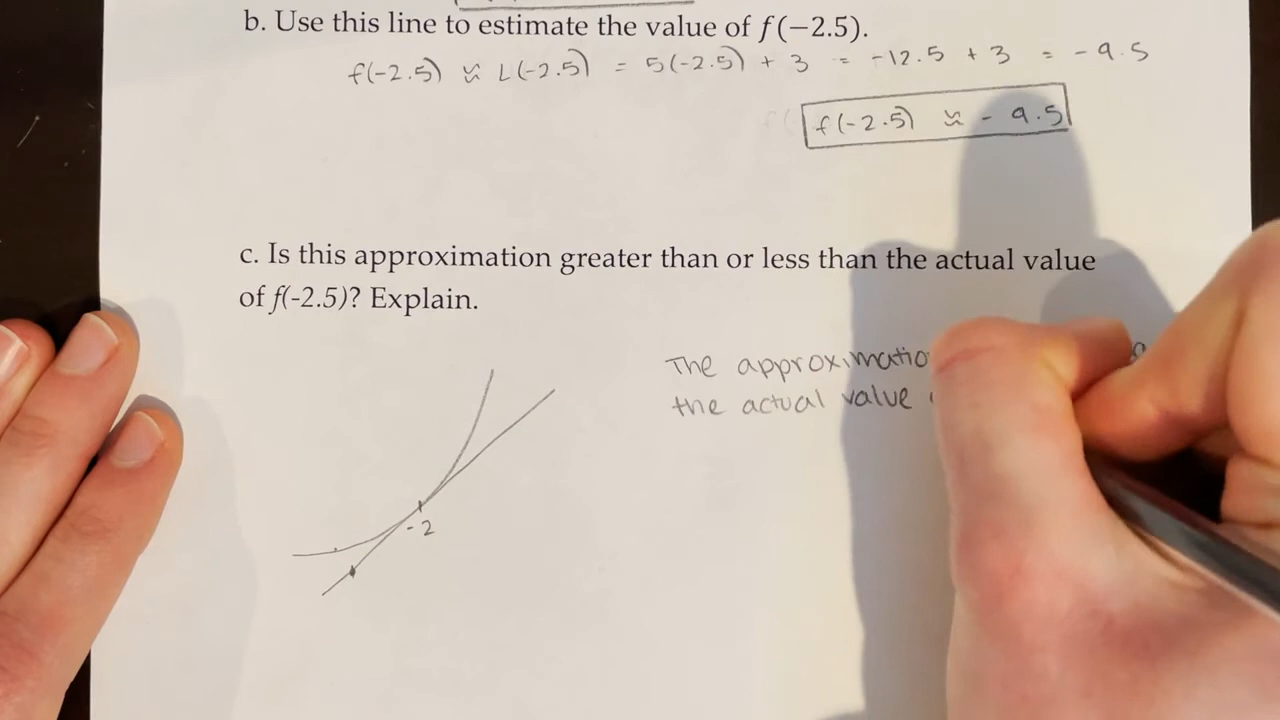 b. Use this line to estimate the value of f(−2.5).
f(-2.5) ≈ L(-2.5) = 5(-2.5) + 3 = -12.5 + 3 = -9.5
f(-2.5) ≈ -9.5
c. Is this approximation greater than or less than the actual value
of f(-2.5)? Explain.
The
the actual value
-2